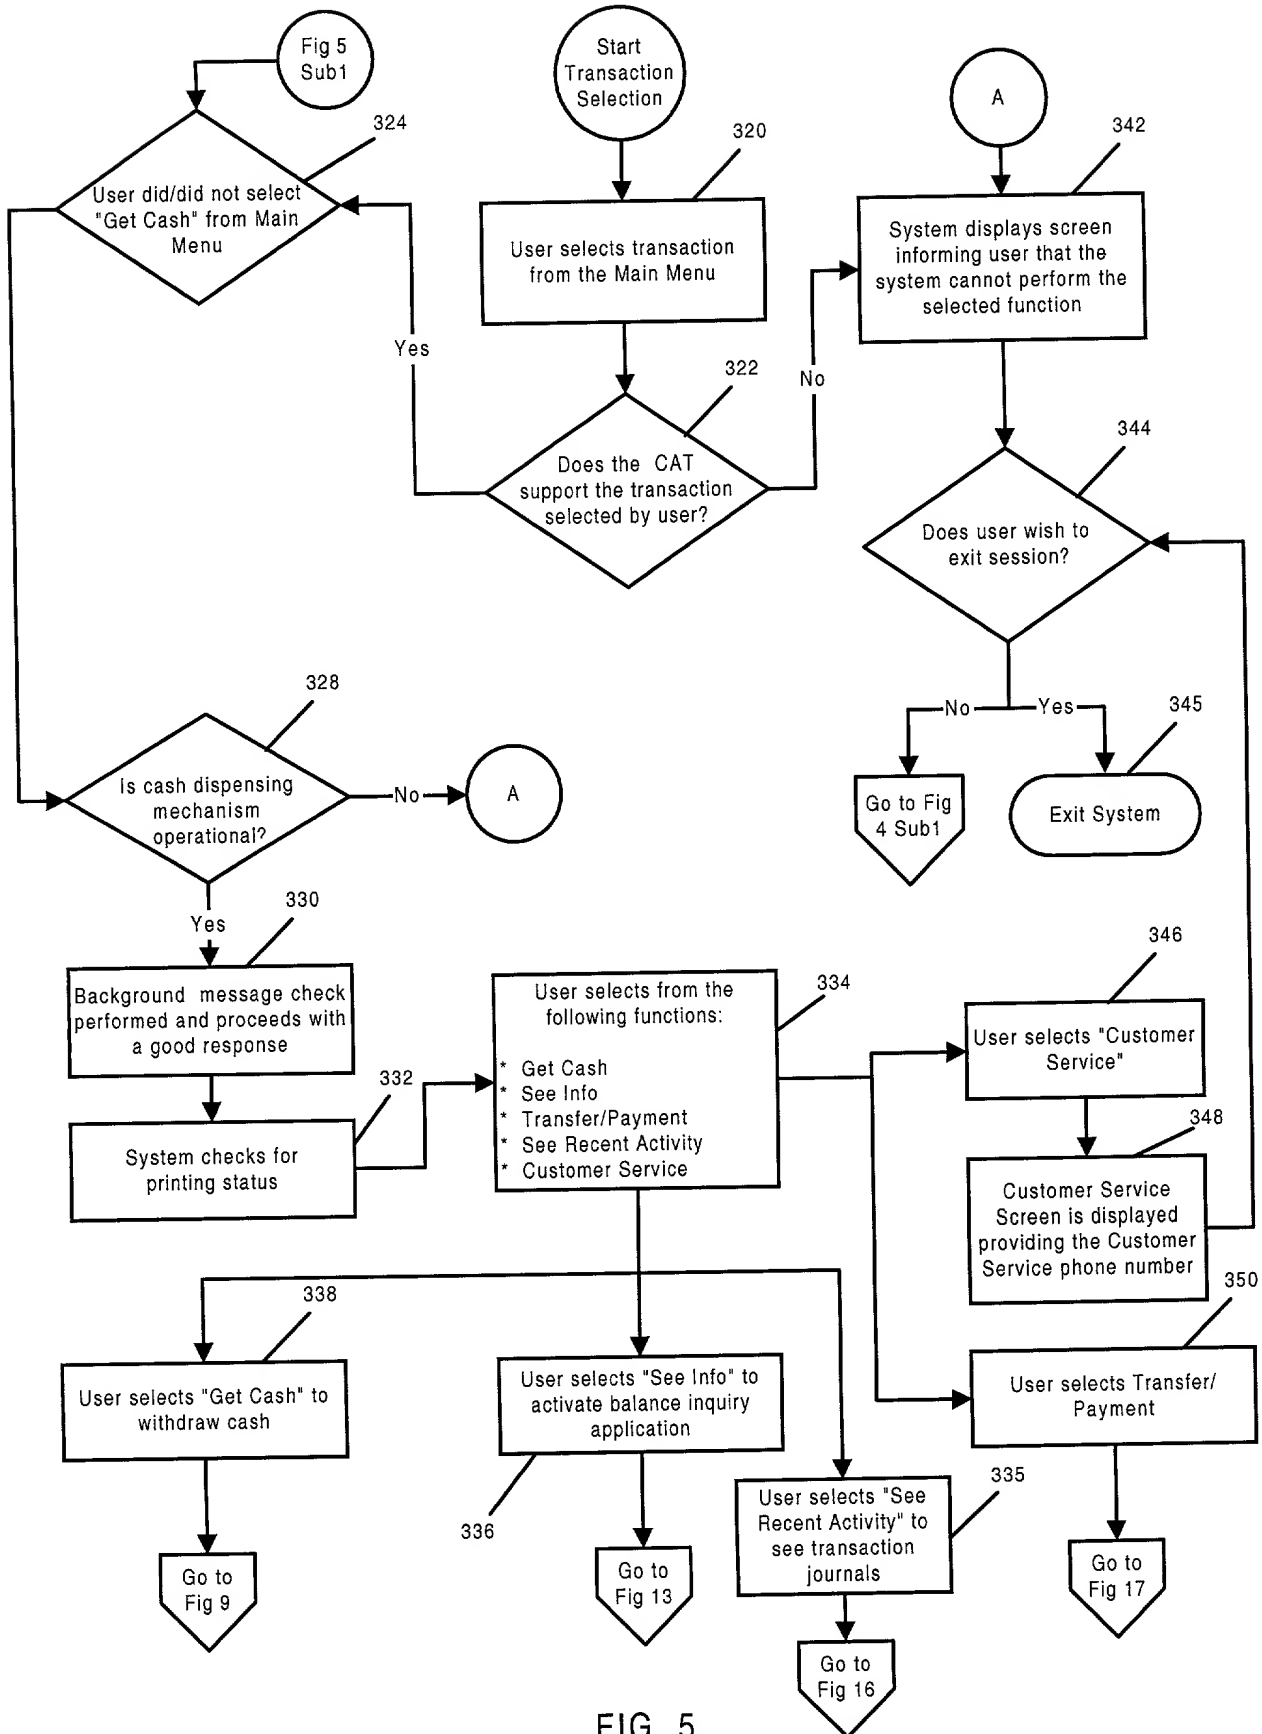 Fig 5
Sub1
Start
Transaction
Selection
A
324
320
342
User did/did not select
"Get Cash" from Main
Menu
User selects transaction
from the Main Menu
System displays screen
informing user that the
system cannot perform the
selected function
Yes
No
322
Does the CAT
support the transaction
selected by user?
344
Does user wish to
exit session?
No
Yes
345
Go to Fig
4 Sub1
Exit System
328
Is cash dispensing
mechanism
operational?
No
A
Yes
330
Background message check
performed and proceeds with
a good response
332
System checks for
printing status
334
User selects from the
following functions:
* Get Cash
* See Info
* Transfer/Payment
* See Recent Activity
* Customer Service
346
User selects "Customer
Service"
348
Customer Service
Screen is displayed
providing the Customer
Service phone number
350
User selects Transfer/
Payment
338
User selects "Get Cash" to
withdraw cash
User selects "See Info" to
activate balance inquiry
application
336
335
User selects "See
Recent Activity" to
see transaction
journals
Go to
Fig 9
Go to
Fig 13
Go to
Fig 16
Go to
Fig 17
FIG. 5